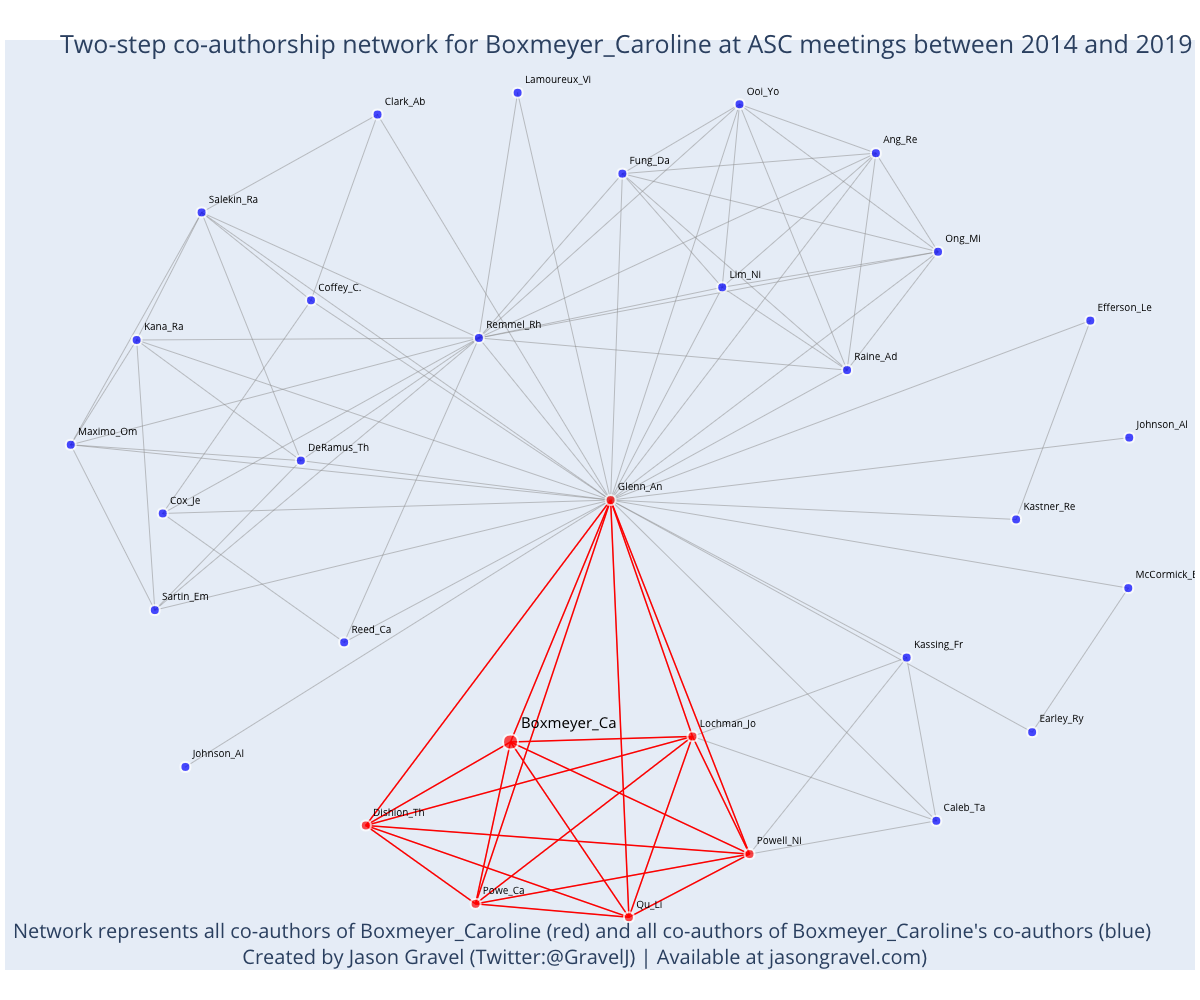 Two-step co-authorship network for Boxmeyer_Caroline at ASC meetings between 2014 and 2019
Lamoureux_Vi
Ooi_Yo
Clark_Ab
Ang_Re
Fung_Da
Salekin_Ra
Ong_Mi
Lim_Ni
Coffey_C.
Efferson_Le
Kana_Ra
Remmel_Rh
Raine_Ad
Johnson_Al
Maximo_Om
DeRamus_Th
Glenn_An
Cox_Je
Kastner_Re
McCormick_E
Sartin_Em
Reed_Ca
Kassing_Fr
Boxmeyer_Ca
Lochman_Jo
Earley_Ry
Johnson_Al
Dishion_Th
Caleb_Ta
Powell_Ni
Powe_Ca
Qu_Li
Network represents all co-authors of Boxmeyer_Caroline (red) and all co-authors of Boxmeyer_Caroline's co-authors (blue)
Created by Jason Gravel (Twitter:@GravelJ) | Available at jasongravel.com)